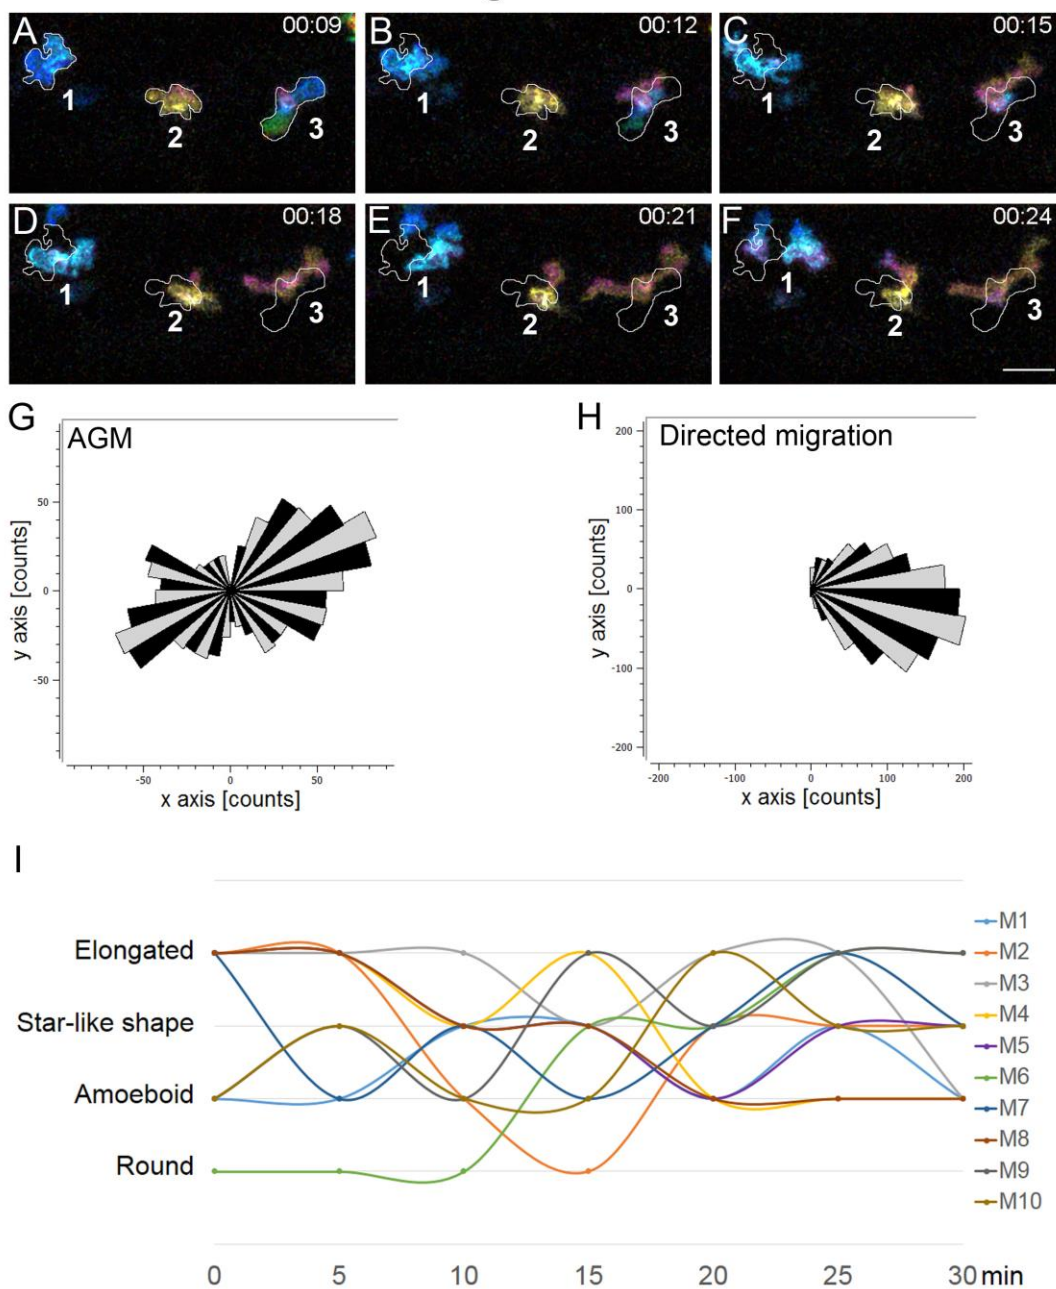 A 00:09 B 00:12 C 00:15
1 2 3 1 2 3 1 2 3
D 00:18 E 00:21 F 00:24
1 2 3 1 2 3 1 2 3
G AGM
H Directed migration
50
0
-50
y axis [counts]
-50 0 50
x axis [counts]
200
100
0
-100
-200
y axis [counts]
-200 -100 0 100 200
x axis [counts]
I
Elongated
Star-like shape
Amoeboid
Round
M1
M2
M3
M4
M5
M6
M7
M8
M9
M10
0 5 10 15 20 25 30 min